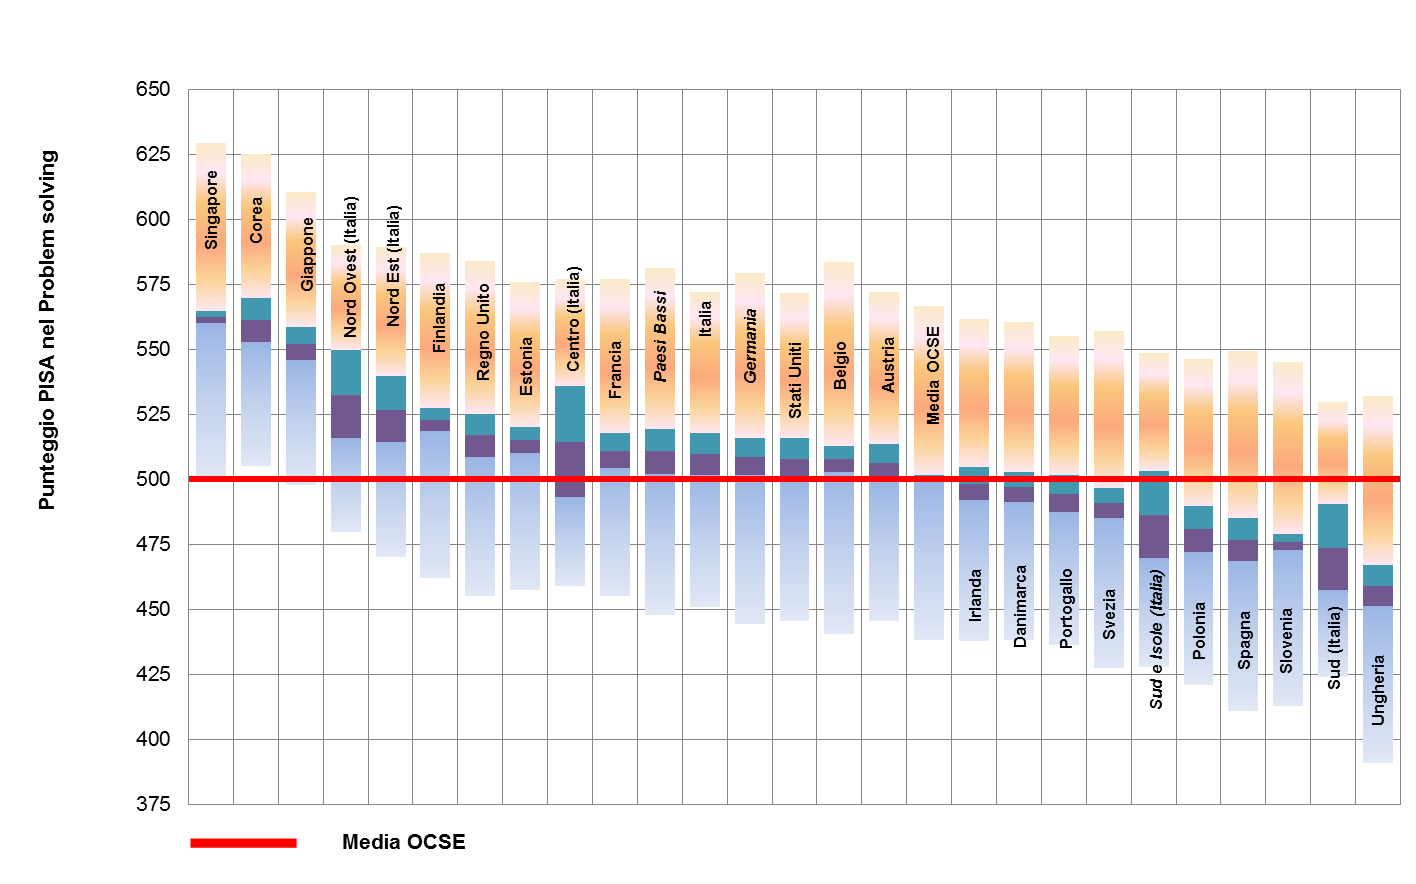 Punteggio PISA nel Problem solving
650
625
600
575
550
525
500
475
450
425
400
375
Singapore
Corea
Giappone
Nord Ovest (Italia)
Nord Est (Italia)
Finlandia
Regno Unito
Estonia
Centro (Italia)
Francia
Paesi Bassi
Italia
Germania
Stati Uniti
Belgio
Austria
Media OCSE
Irlanda
Danimarca
Portogallo
Svezia
Sud e Isole (Italia)
Polonia
Spagna
Slovenia
Sud (Italia)
Ungheria
Media OCSE